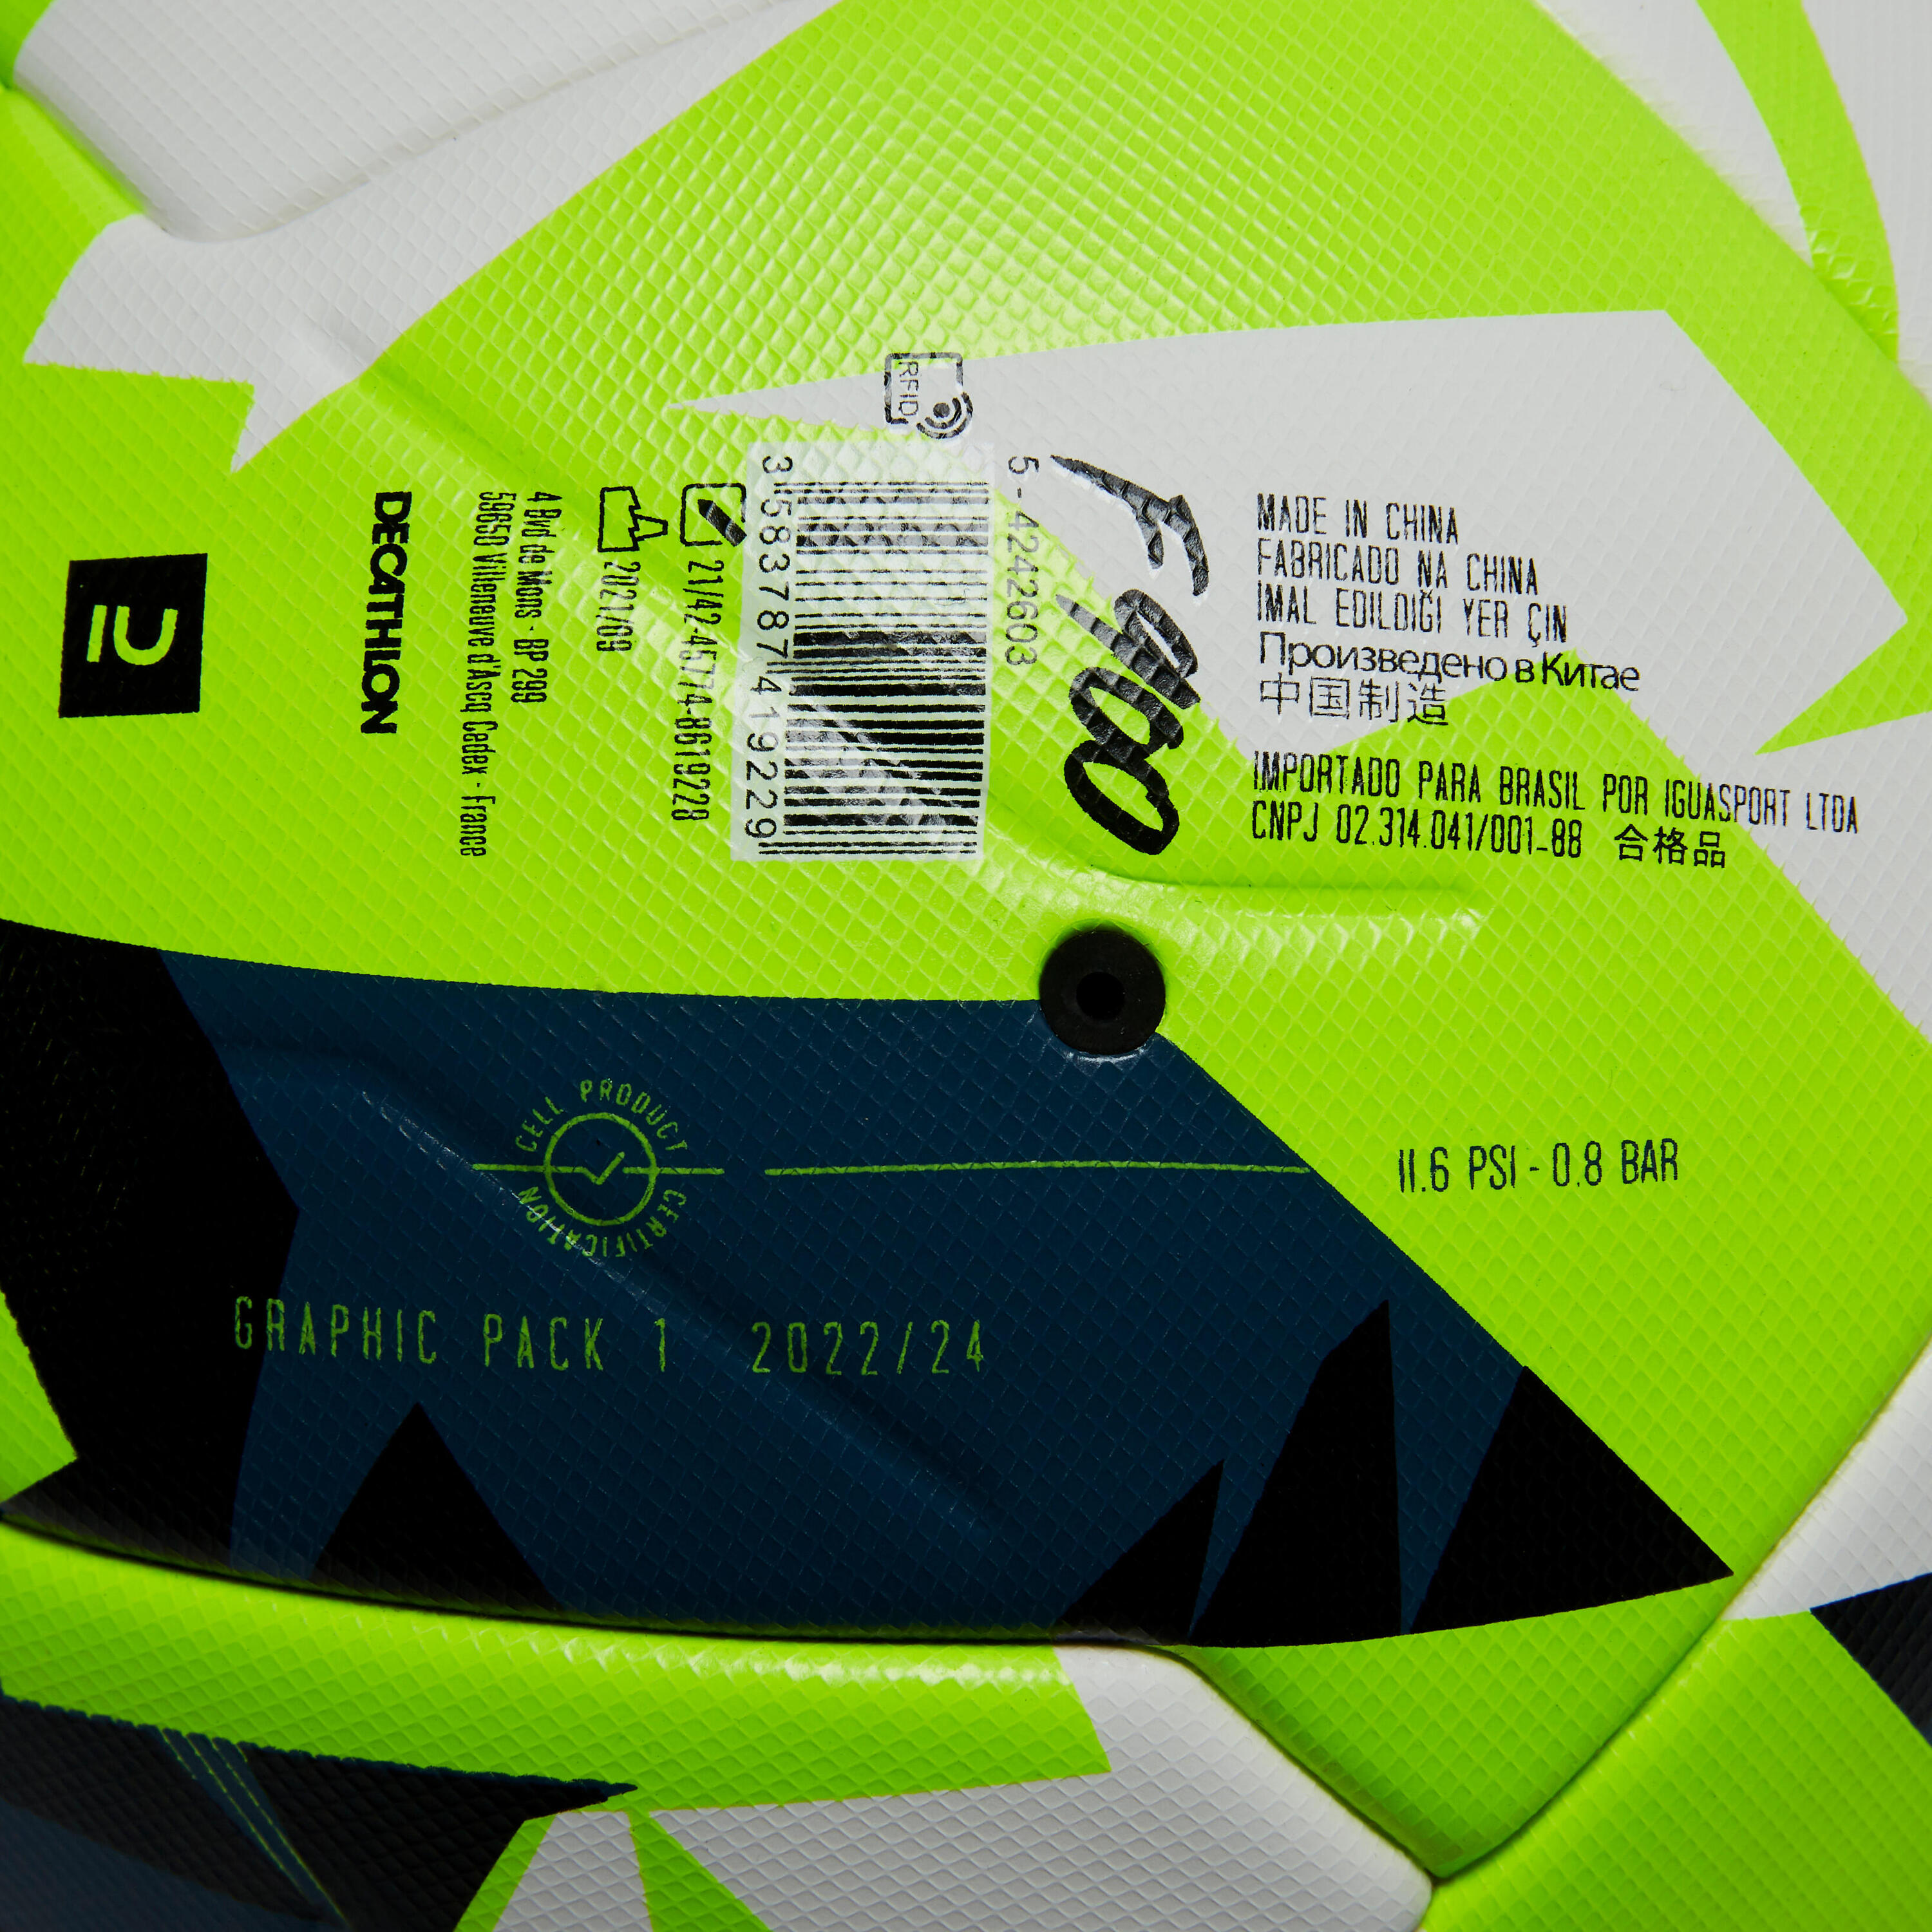 RFID
5-4242603
F900
3 583787 419229
21/42-45774-8619228
2021/09
4 Bvd de Mons - BP 299
59650 Villeneuve d'Ascq Cedex - France
DECATHLON
MADE IN CHINA
FABRICADO NA CHINA
İMAL EDILDIĞI YER ÇIN
Произведено в Китае
中国制造
IMPORTADO PARA BRASIL POR IGUASPORT LTDA
CNPJ 02.314.041/001-88 合格品
CELL PRODUCT
CERTIFICATION
11.6 PSI - 0.8 BAR
GRAPHIC PACK 1 2022/24